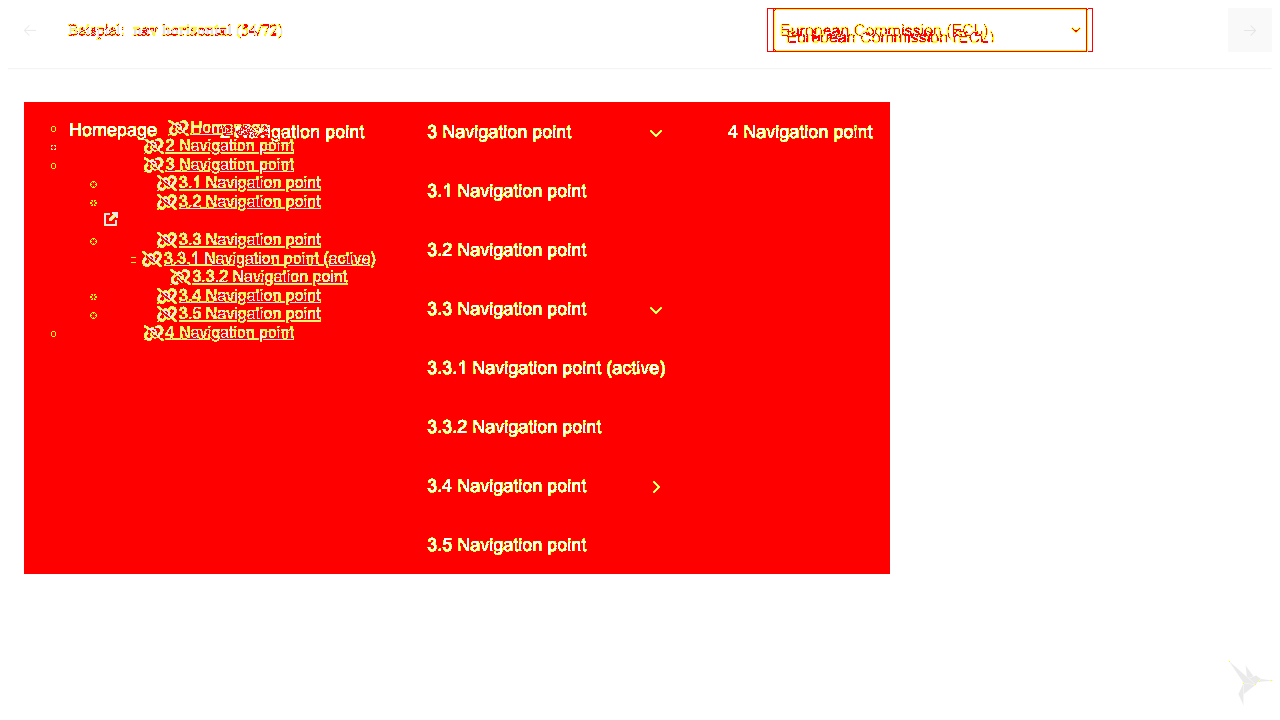 Beispiel: nav horizontal (54/72)
European Commission (ECL)
European Commission (ECL)
Homepage
2 Navigation point
3 Navigation point
4 Navigation point
3.1 Navigation point
3.2 Navigation point
3.3 Navigation point
3.3.1 Navigation point (active)
3.3.2 Navigation point
3.4 Navigation point
3.5 Navigation point
Homepage
2 Navigation point
3 Navigation point
3.1 Navigation point
3.2 Navigation point
3.3 Navigation point
3.3.1 Navigation point (active)
3.3.2 Navigation point
3.4 Navigation point
3.5 Navigation point
4 Navigation point